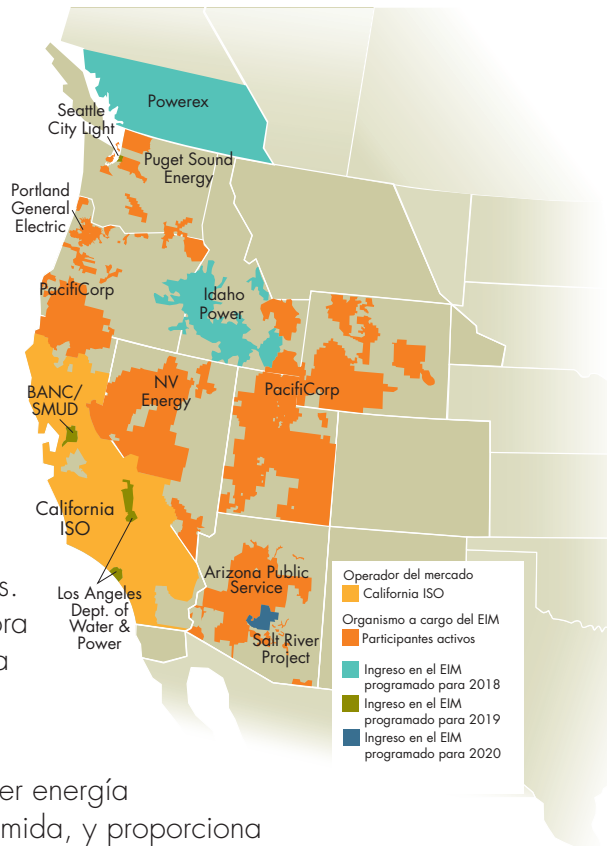 Powerex
Seattle
City Light
Puget Sound
Energy
Portland
General
Electric
PacifiCorp
Idaho
Power
BANC/
SMUD
NV
Energy
PacifiCorp
California
ISO
Los Angeles
Dept. of
Water &
Power
Arizona Public
Service
Salt River
Project
Operador del mercado
California ISO
Organismo a cargo del EIM
Participantes activos
Ingreso en el EIM
programado para 2018
Ingreso en el EIM
programado para 2019
Ingreso en el EIM
programado para 2020
s.
ora
a
er energía
mida, y proporciona